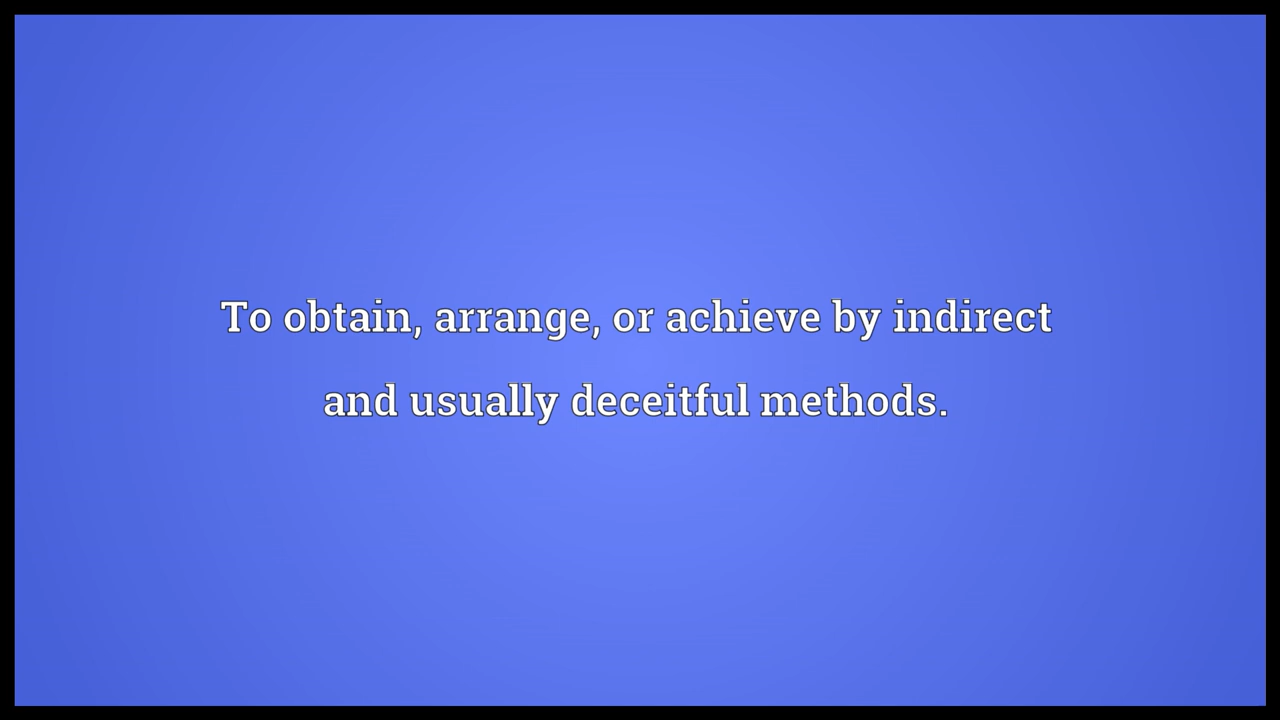 To obtain, arrange, or achieve by indirect
and usually deceitful methods.